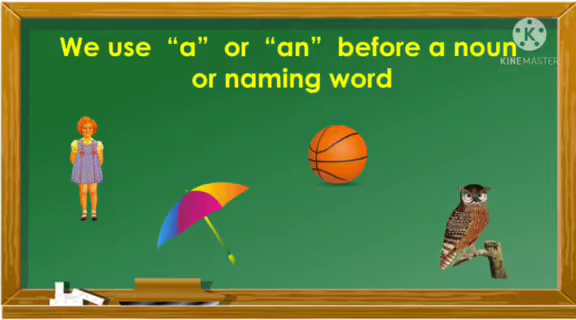 We use “a” or “an” before a noun
or naming word
K
KINEMASTER